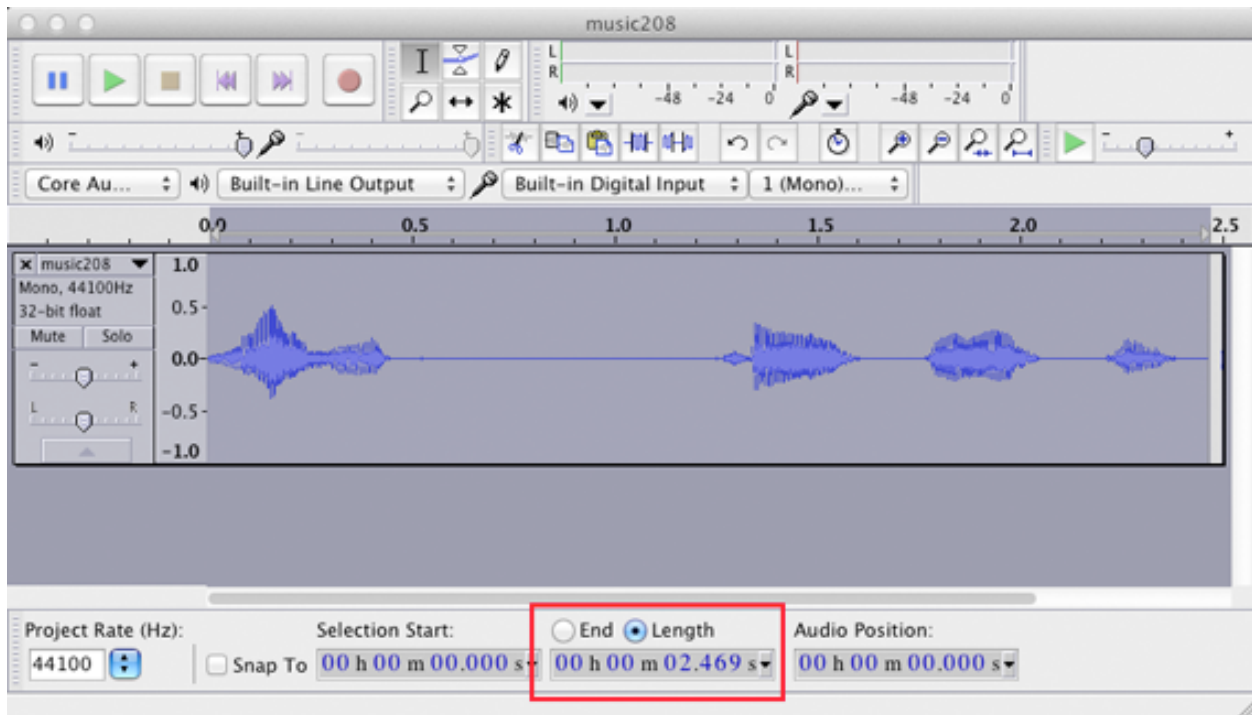 music208
L
R
-48 -24 0
L
R
-48 -24 0
Core Au... Built-in Line Output Built-in Digital Input 1 (Mono)...
0.0 0.5 1.0 1.5 2.0 2.5
music208
Mono, 44100Hz
32-bit float
Mute Solo
- +
L R
1.0
0.5
0.0
-0.5
-1.0
Project Rate (Hz): Selection Start: End Length Audio Position:
44100 Snap To 00 h 00 m 00.000 s 00 h 00 m 02.469 s 00 h 00 m 00.000 s